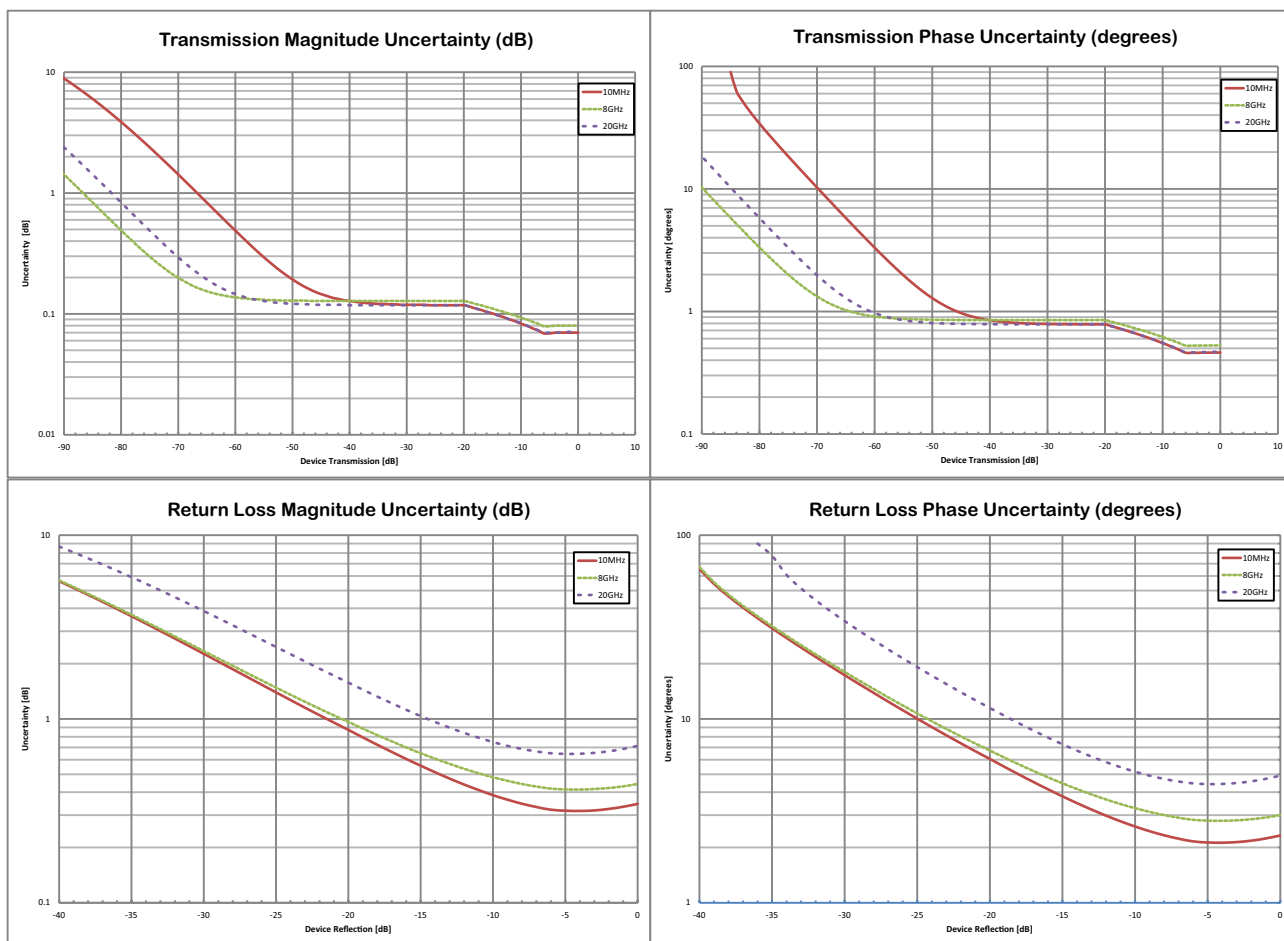 Transmission Magnitude Uncertainty (dB)
10
1
0.1
0.01
Uncertainty [dB]
-90 -80 -70 -60 -50 -40 -30 -20 -10 0 10
Device Transmission [dB]
10MHz
8GHz
20GHz
Transmission Phase Uncertainty (degrees)
100
10
1
0.1
Uncertainty [degrees]
-90 -80 -70 -60 -50 -40 -30 -20 -10 0 10
Device Transmission [dB]
10MHz
8GHz
20GHz
Return Loss Magnitude Uncertainty (dB)
10
1
0.1
Uncertainty [dB]
-40 -35 -30 -25 -20 -15 -10 -5 0
Device Reflection [dB]
10MHz
8GHz
20GHz
Return Loss Phase Uncertainty (degrees)
100
10
1
Uncertainty [degrees]
-40 -35 -30 -25 -20 -15 -10 -5 0
Device Reflection [dB]
10MHz
8GHz
20GHz